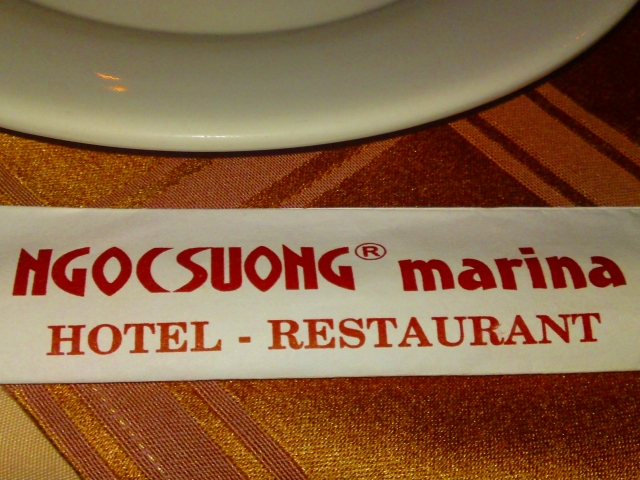 NGOCSUONG® marina
HOTEL - RESTAURANT